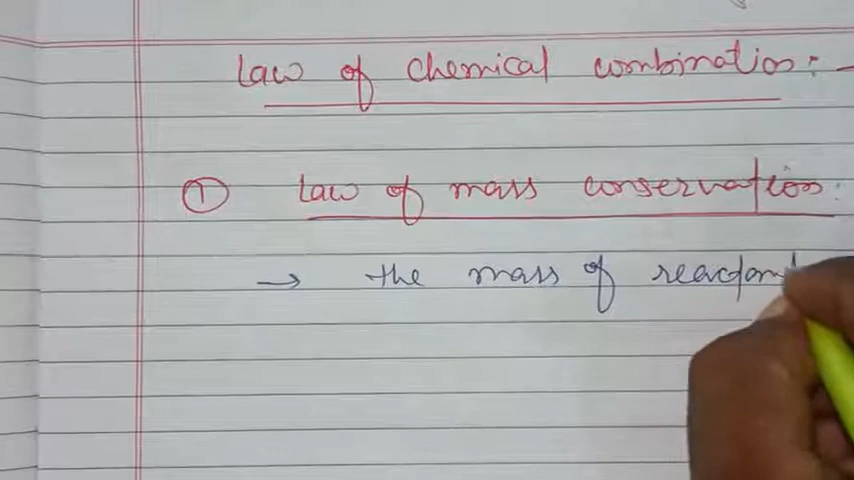 Law of chemical combination:-
① Law of mass conservation:
→ the mass of reactant